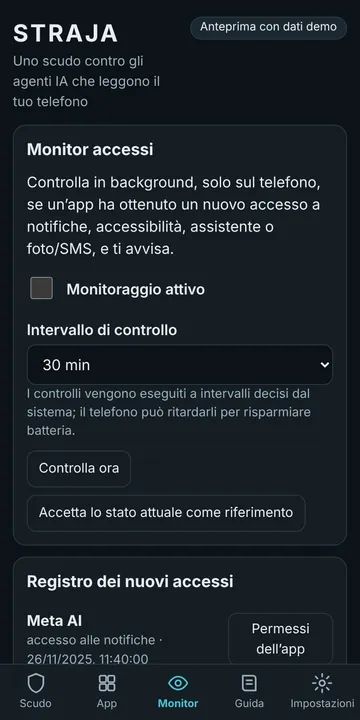 STRAJA
Anteprima con dati demo
Uno scudo contro gli
agenti IA che leggono il
tuo telefono
Monitor accessi
Controlla in background, solo sul telefono,
se un’app ha ottenuto un nuovo accesso a
notifiche, accessibilità, assistente o
foto/SMS, e ti avvisa.
Monitoraggio attivo
Intervallo di controllo
30 min
I controlli vengono eseguiti a intervalli decisi dal
sistema; il telefono può ritardarli per risparmiare
batteria.
Controlla ora
Accetta lo stato attuale come riferimento
Registro dei nuovi accessi
Meta AI
accesso alle notifiche ·
26/11/2025, 11:40:00
Permessi
dell’app
Scudo
App
Monitor
Guida
Impostazioni